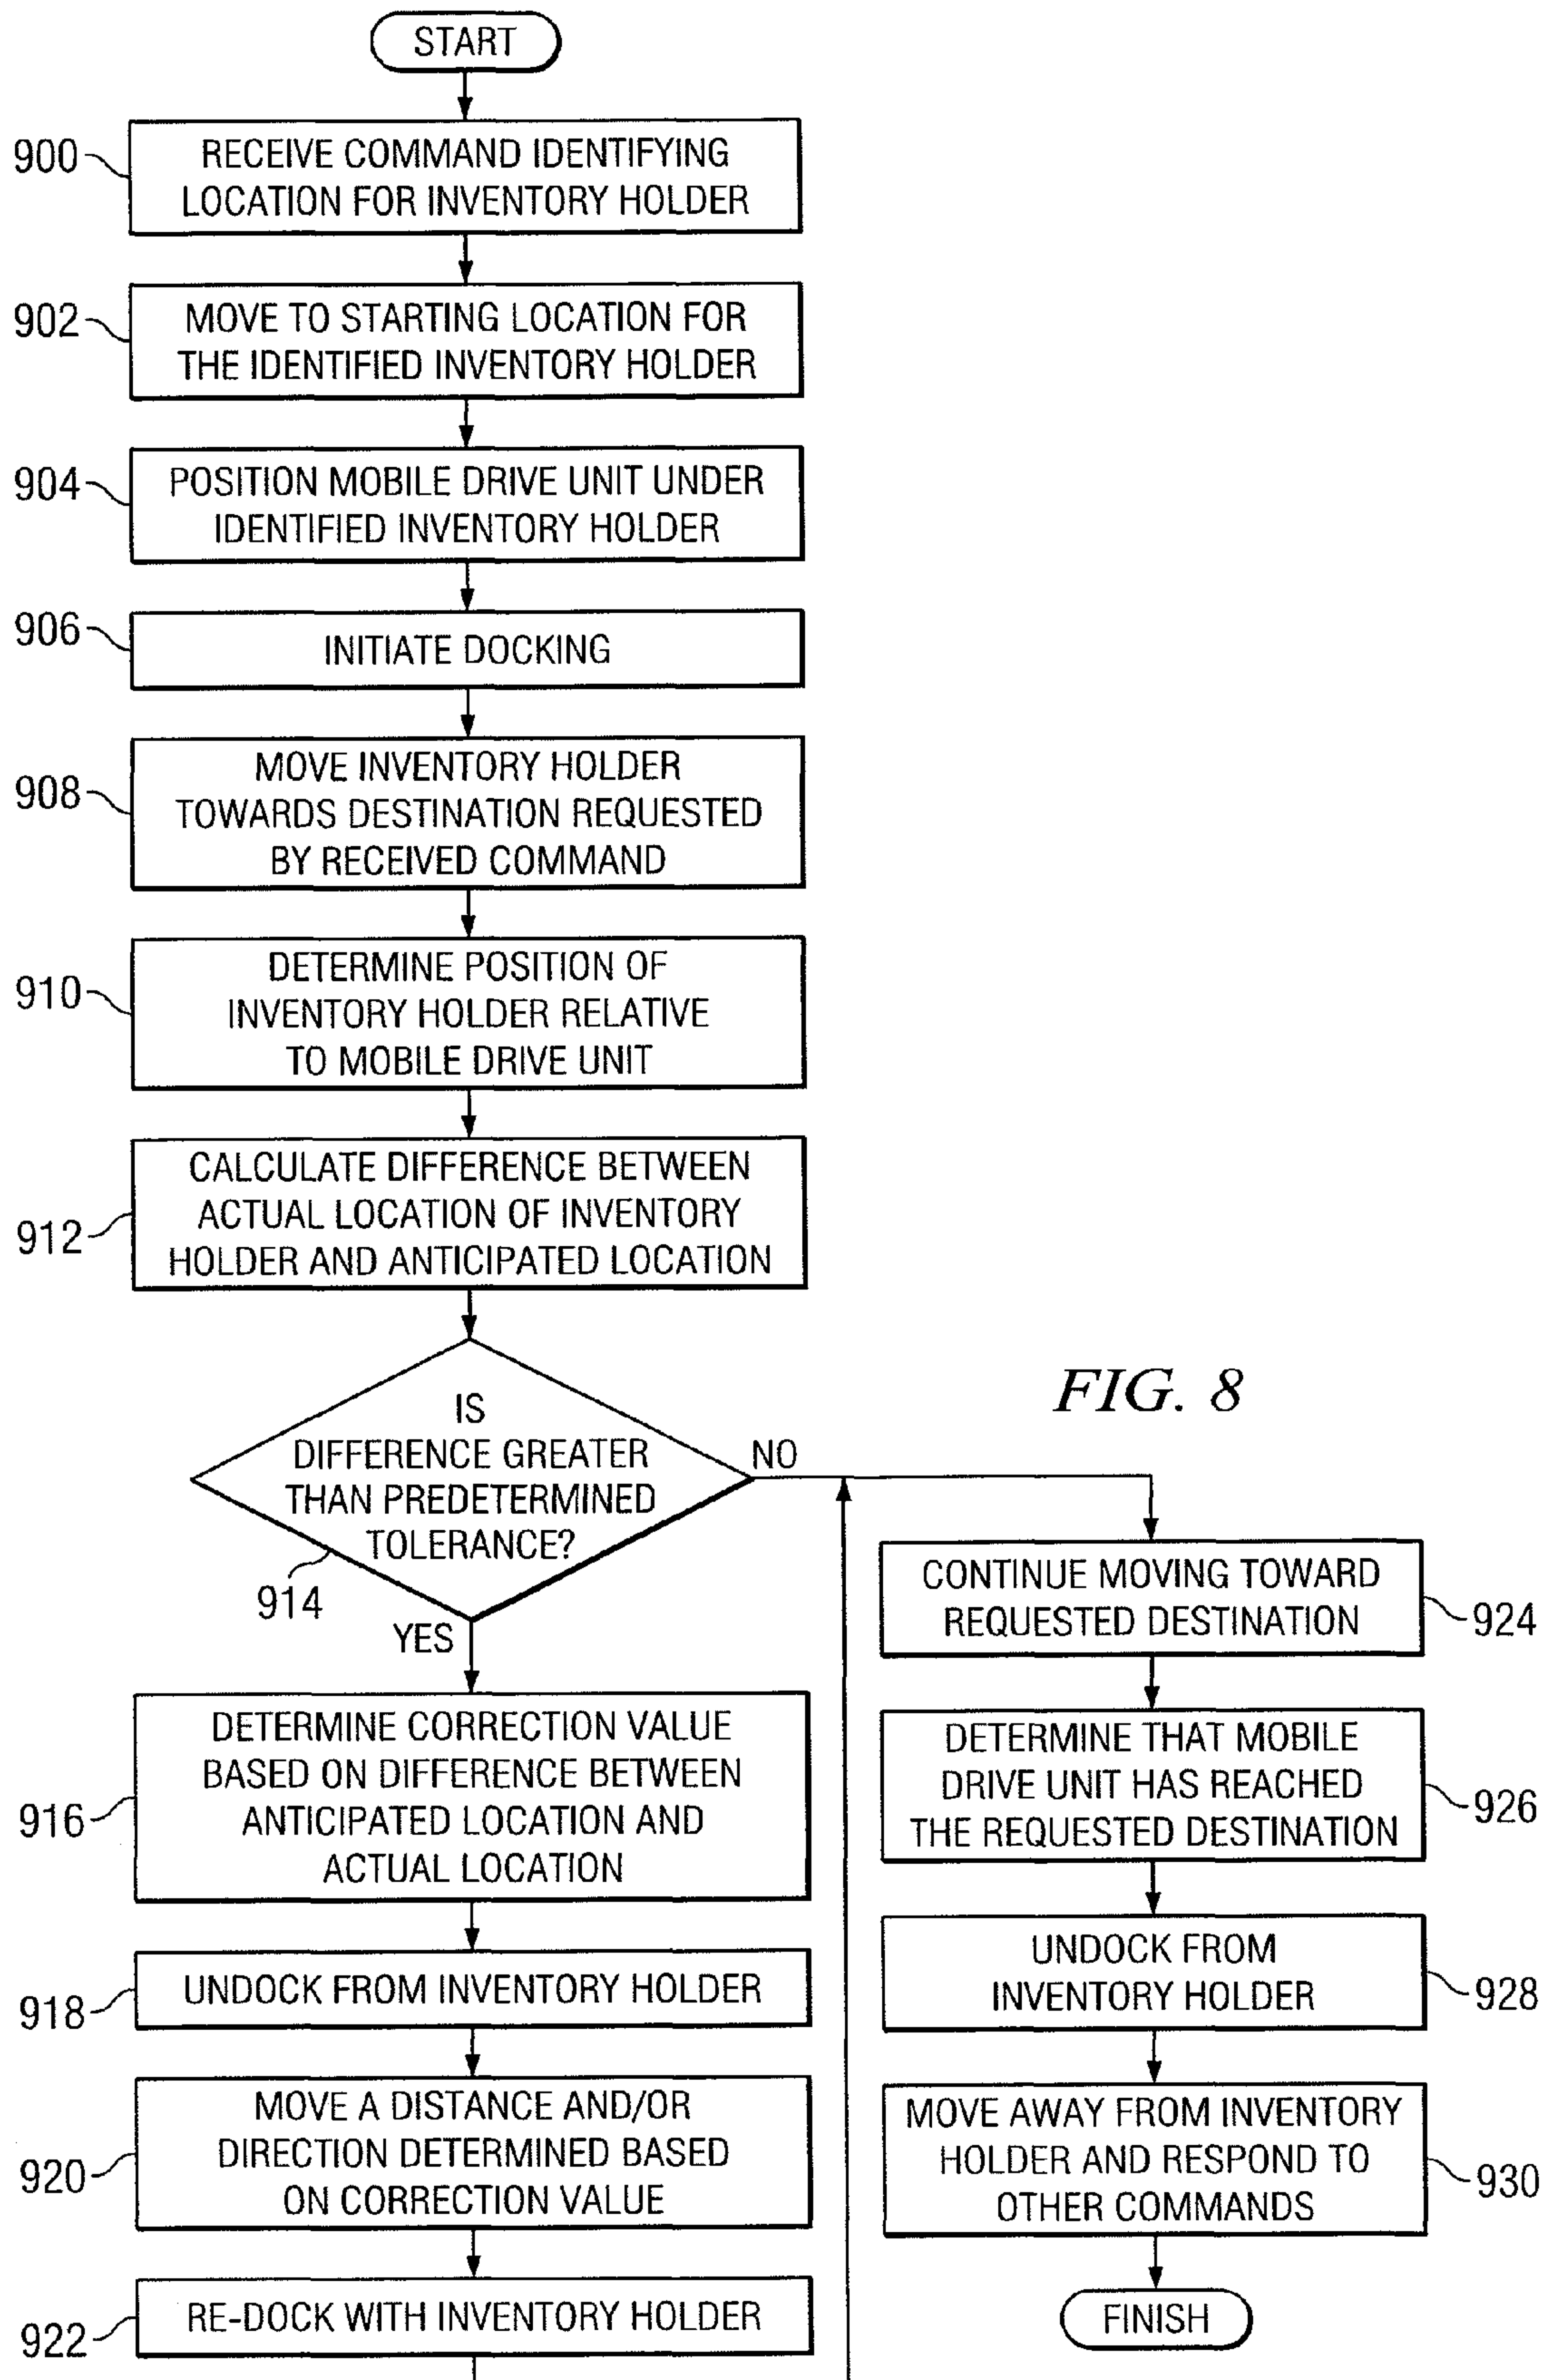 START
900
RECEIVE COMMAND IDENTIFYING
LOCATION FOR INVENTORY HOLDER
902
MOVE TO STARTING LOCATION FOR
THE IDENTIFIED INVENTORY HOLDER
904
POSITION MOBILE DRIVE UNIT UNDER
IDENTIFIED INVENTORY HOLDER
906
INITIATE DOCKING
908
MOVE INVENTORY HOLDER
TOWARDS DESTINATION REQUESTED
BY RECEIVED COMMAND
910
DETERMINE POSITION OF
INVENTORY HOLDER RELATIVE
TO MOBILE DRIVE UNIT
912
CALCULATE DIFFERENCE BETWEEN
ACTUAL LOCATION OF INVENTORY
HOLDER AND ANTICIPATED LOCATION
IS
DIFFERENCE GREATER
THAN PREDETERMINED
TOLERANCE?
914
YES
NO
916
DETERMINE CORRECTION VALUE
BASED ON DIFFERENCE BETWEEN
ANTICIPATED LOCATION AND
ACTUAL LOCATION
918
UNDOCK FROM INVENTORY HOLDER
920
MOVE A DISTANCE AND/OR
DIRECTION DETERMINED BASED
ON CORRECTION VALUE
922
RE-DOCK WITH INVENTORY HOLDER
FIG. 8
CONTINUE MOVING TOWARD
REQUESTED DESTINATION
924
DETERMINE THAT MOBILE
DRIVE UNIT HAS REACHED
THE REQUESTED DESTINATION
926
UNDOCK FROM
INVENTORY HOLDER
928
MOVE AWAY FROM INVENTORY
HOLDER AND RESPOND TO
OTHER COMMANDS
930
FINISH